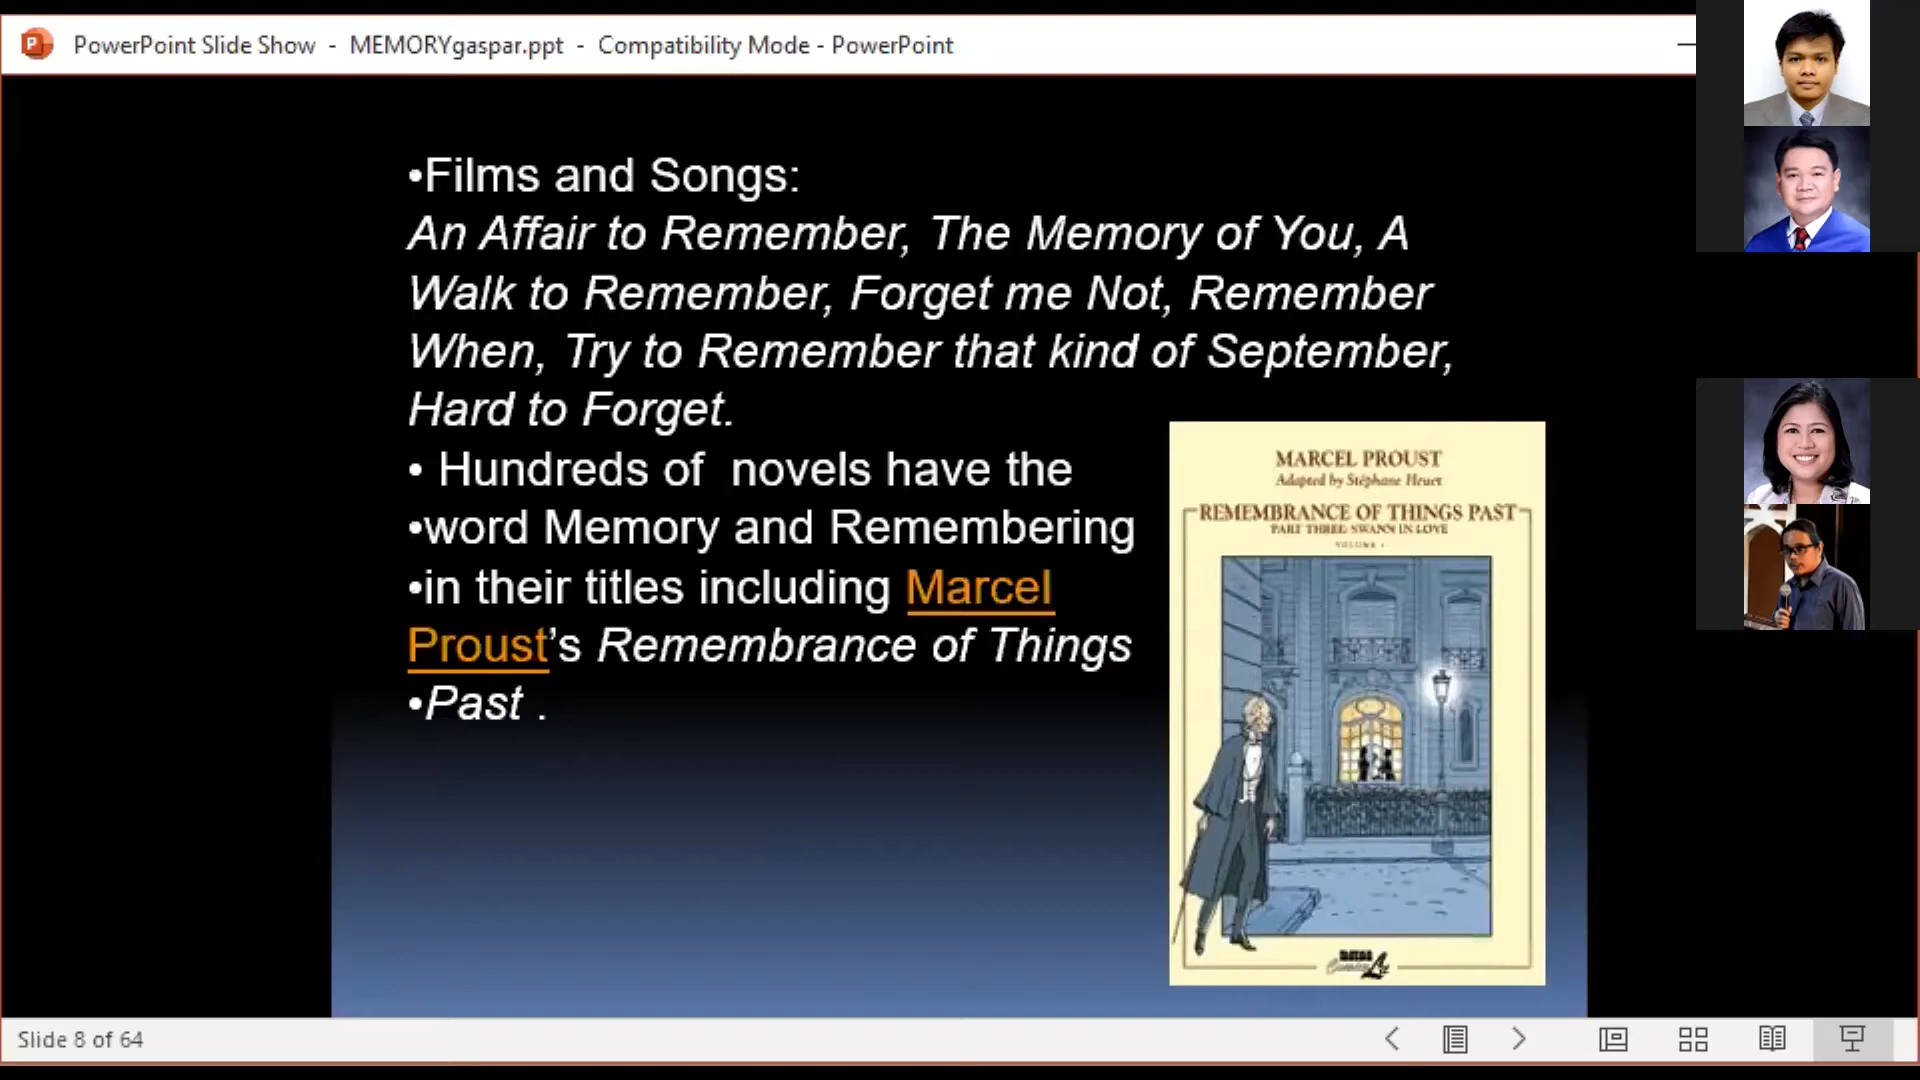 PowerPoint Slide Show - MEMORYgaspar.ppt - Compatibility Mode - PowerPoint
•Films and Songs:
An Affair to Remember, The Memory of You, A
Walk to Remember, Forget me Not, Remember
When, Try to Remember that kind of September,
Hard to Forget.
• Hundreds of novels have the
•word Memory and Remembering
•in their titles including Marcel
Proust’s Remembrance of Things
•Past .
MARCEL PROUST
Adapted by Stéphane Heuet
REMEMBRANCE OF THINGS PAST
PART THREE: SWANN IN LOVE
VOLUME
Slide 8 of 64